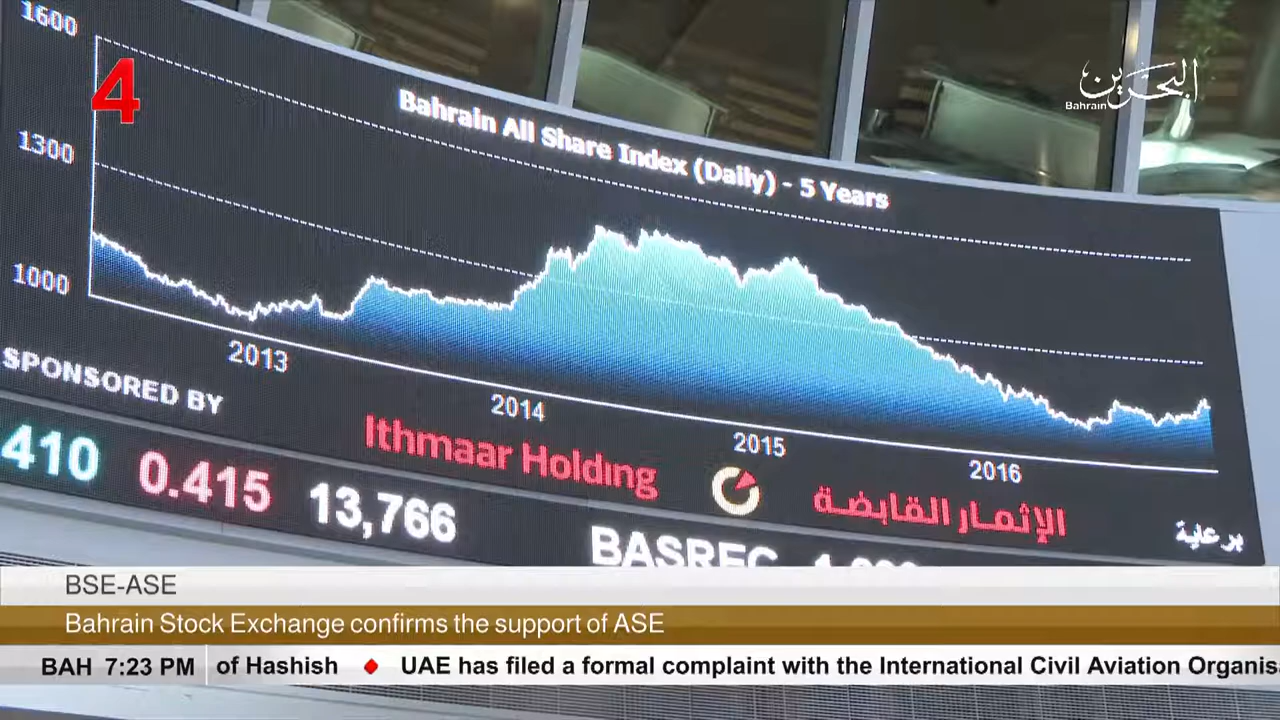 1600
4
البحرين
Bahrain
Bahrain All Share Index (Daily) - 5 Years
1300
1000
2013
2014
2015
2016
SPONSORED BY
Ithmaar Holding
الإثمار القابضة
برعاية
410 0.415 13,766
BASREC
BSE-ASE
Bahrain Stock Exchange confirms the support of ASE
BAH 7:23 PM of Hashish ♦ UAE has filed a formal complaint with the International Civil Aviation Organis